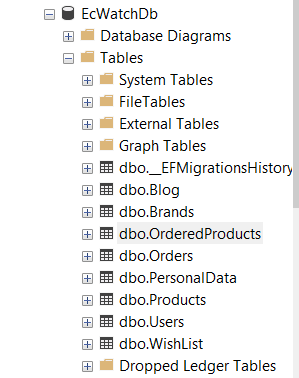 EcWatchDb
Database Diagrams
Tables
System Tables
FileTables
External Tables
Graph Tables
dbo.__EFMigrationsHistory
dbo.Blog
dbo.Brands
dbo.OrderedProducts
dbo.Orders
dbo.PersonalData
dbo.Products
dbo.Users
dbo.WishList
Dropped Ledger Tables